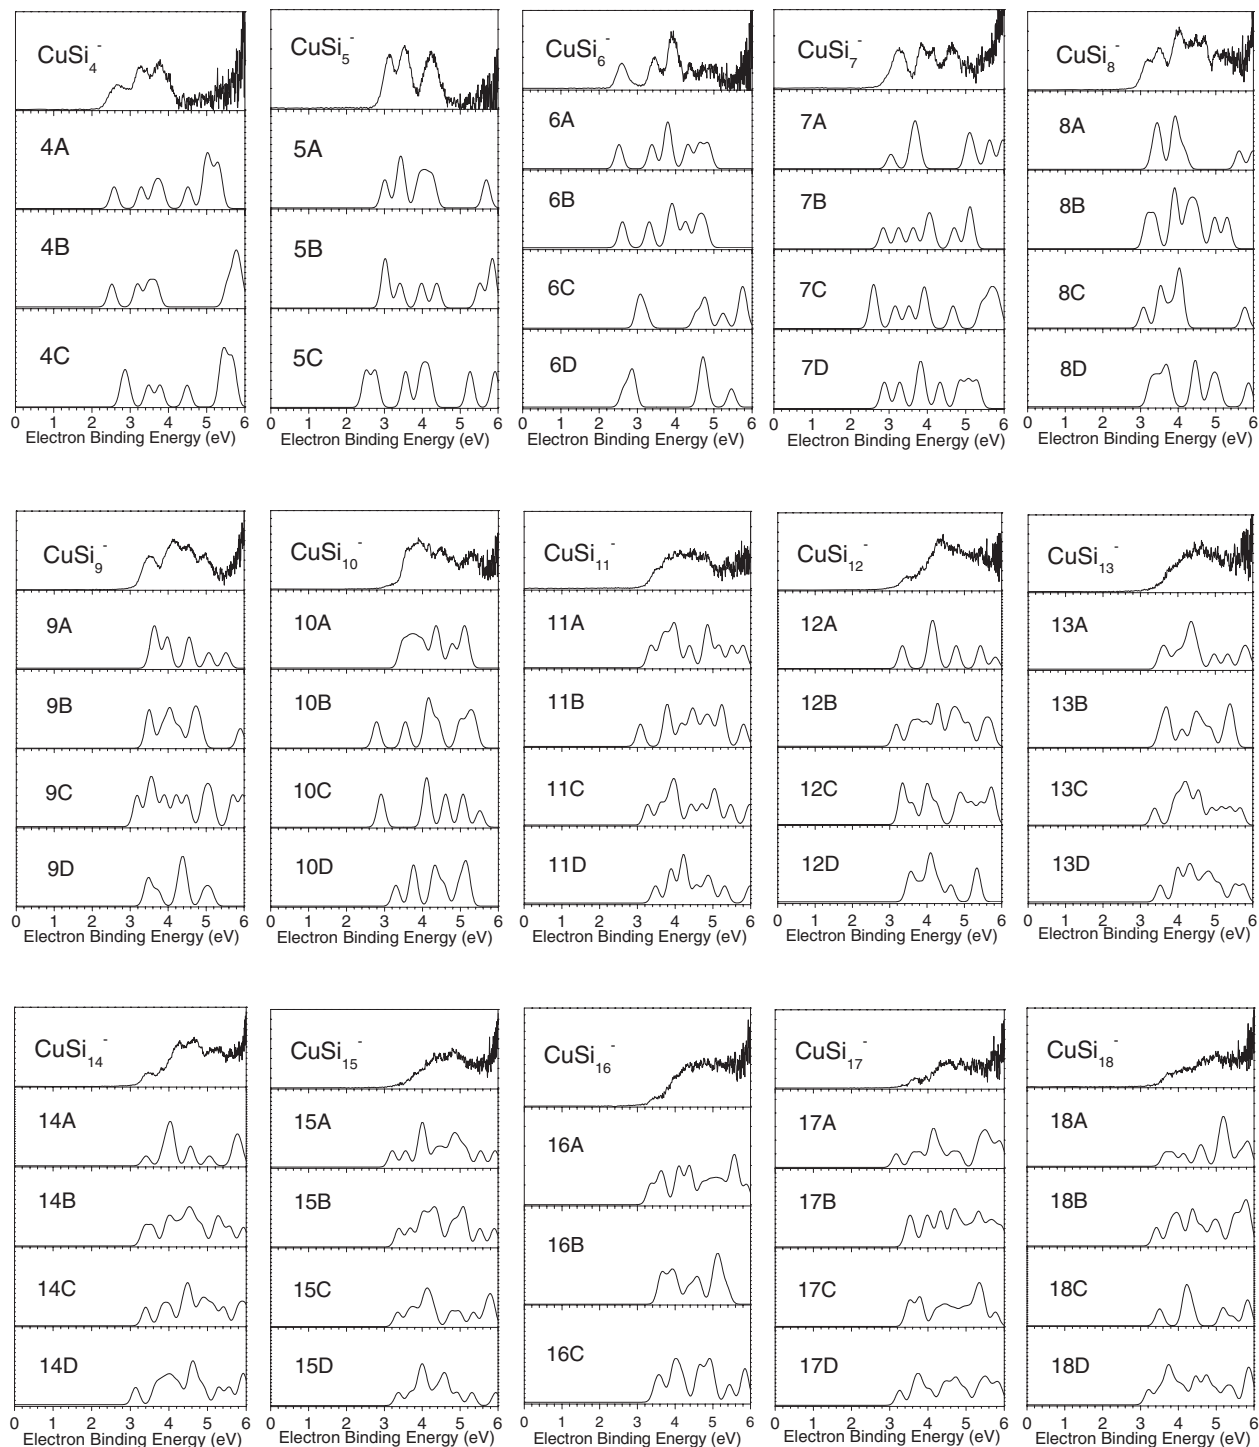 CuSi₄⁻
4A
4B
4C
0 1 2 3 4 5 6
Electron Binding Energy (eV)
CuSi₅⁻
5A
5B
5C
0 1 2 3 4 5 6
Electron Binding Energy (eV)
CuSi₆⁻
6A
6B
6C
6D
0 1 2 3 4 5 6
Electron Binding Energy (eV)
CuSi₇⁻
7A
7B
7C
7D
0 1 2 3 4 5 6
Electron Binding Energy (eV)
CuSi₈⁻
8A
8B
8C
8D
0 1 2 3 4 5 6
Electron Binding Energy (eV)
CuSi₉⁻
9A
9B
9C
9D
0 1 2 3 4 5 6
Electron Binding Energy (eV)
CuSi₁₀⁻
10A
10B
10C
10D
0 1 2 3 4 5 6
Electron Binding Energy (eV)
CuSi₁₁⁻
11A
11B
11C
11D
0 1 2 3 4 5 6
Electron Binding Energy (eV)
CuSi₁₂⁻
12A
12B
12C
12D
0 1 2 3 4 5 6
Electron Binding Energy (eV)
CuSi₁₃⁻
13A
13B
13C
13D
0 1 2 3 4 5 6
Electron Binding Energy (eV)
CuSi₁₄⁻
14A
14B
14C
14D
0 1 2 3 4 5 6
Electron Binding Energy (eV)
CuSi₁₅⁻
15A
15B
15C
15D
0 1 2 3 4 5 6
Electron Binding Energy (eV)
CuSi₁₆⁻
16A
16B
16C
0 1 2 3 4 5 6
Electron Binding Energy (eV)
CuSi₁₇⁻
17A
17B
17C
17D
0 1 2 3 4 5 6
Electron Binding Energy (eV)
CuSi₁₈⁻
18A
18B
18C
18D
0 1 2 3 4 5 6
Electron Binding Energy (eV)